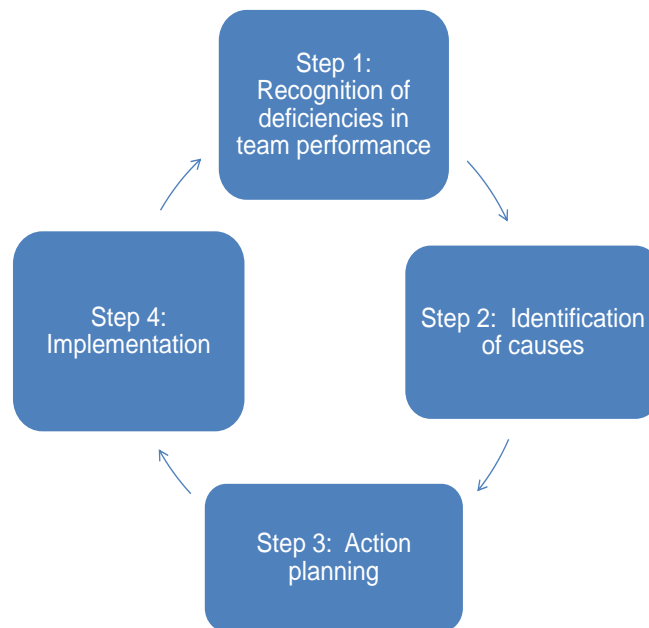 Step 1:
Recognition of
deficiencies in
team performance
Step 2:  Identification
of causes
Step 3:  Action
planning
Step 4:
Implementation